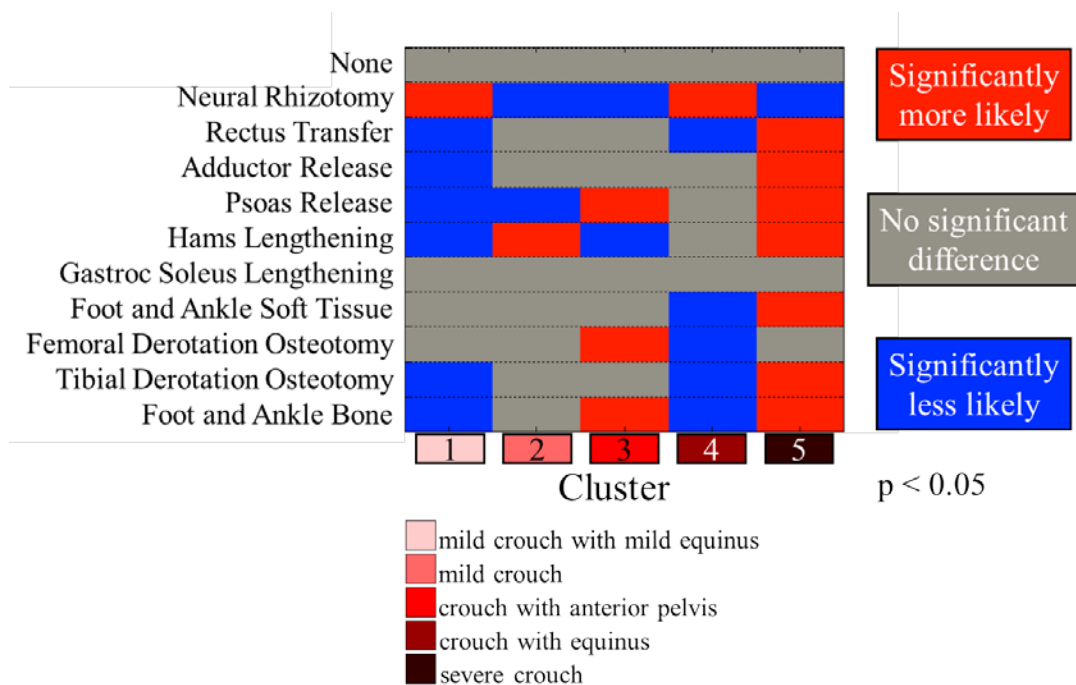 None
Neural Rhizotomy
Rectus Transfer
Adductor Release
Psoas Release
Hams Lengthening
Gastroc Soleus Lengthening
Foot and Ankle Soft Tissue
Femoral Derotation Osteotomy
Tibial Derotation Osteotomy
Foot and Ankle Bone
Significantly
more likely
No significant
difference
Significantly
less likely
1 2 3 4 5
Cluster
p < 0.05
mild crouch with mild equinus
mild crouch
crouch with anterior pelvis
crouch with equinus
severe crouch